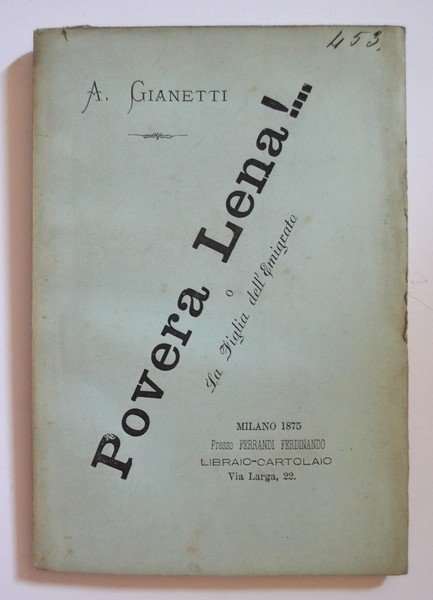 453.
A. GIANETTI
Povera Lena!...
o
La Figlia dell'Emigrato
MILANO 1875
Presso FERRANDI FERDINANDO
LIBRAIO-CARTOLAIO
Via Larga, 22.